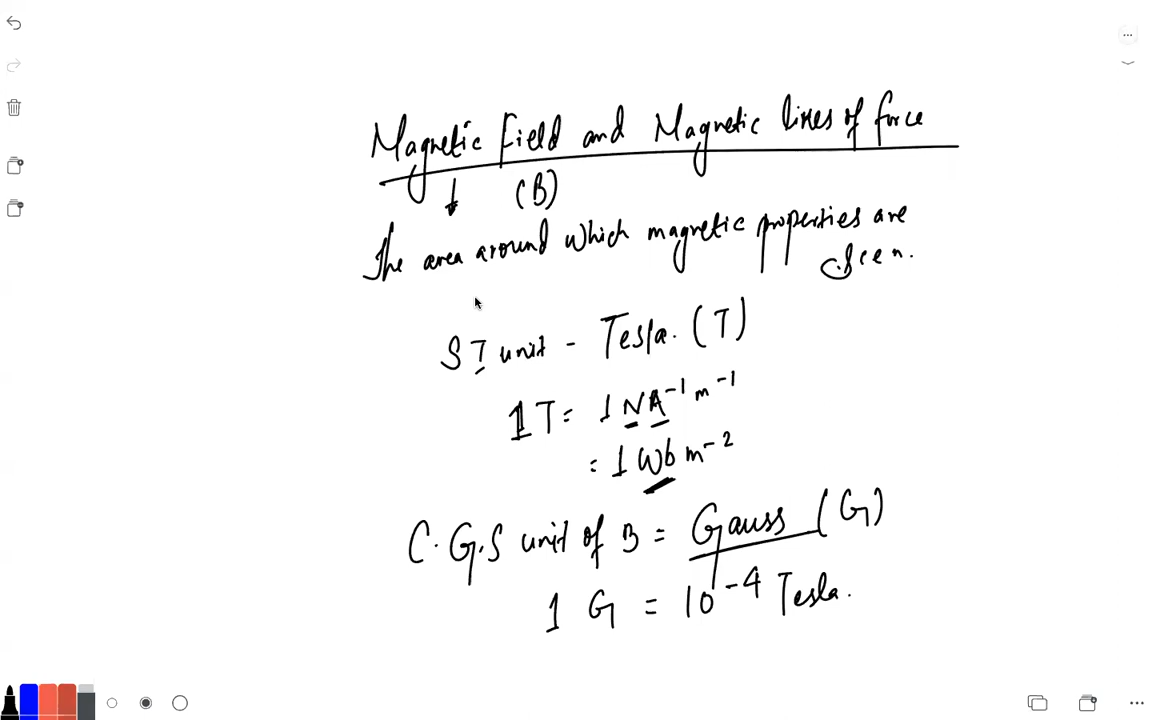 Magnetic Field and Magnetic lines of force
(B)
The area around which magnetic properties are
seen.
SI unit - Tesla. (T)
1 T = 1 NA⁻¹ m⁻¹
= 1 Wb m⁻²
C.G.S unit of B = Gauss (G)
1 G = 10⁻⁴ Tesla.